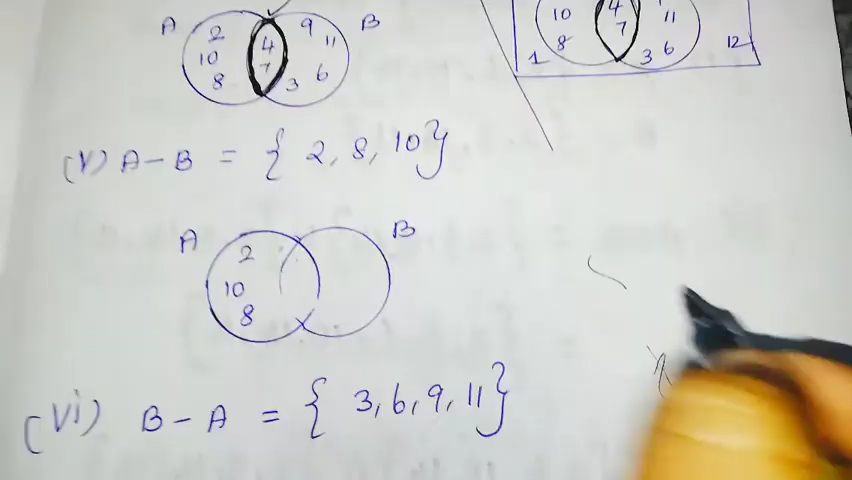 A 2 10 8 4 7 9 11 6 3 B
10 8 4 7 11 6 3 1 12
(V) A - B = { 2, 8, 10}
A 2 10 8 B
(vi) B - A = { 3, 6, 9, 11}